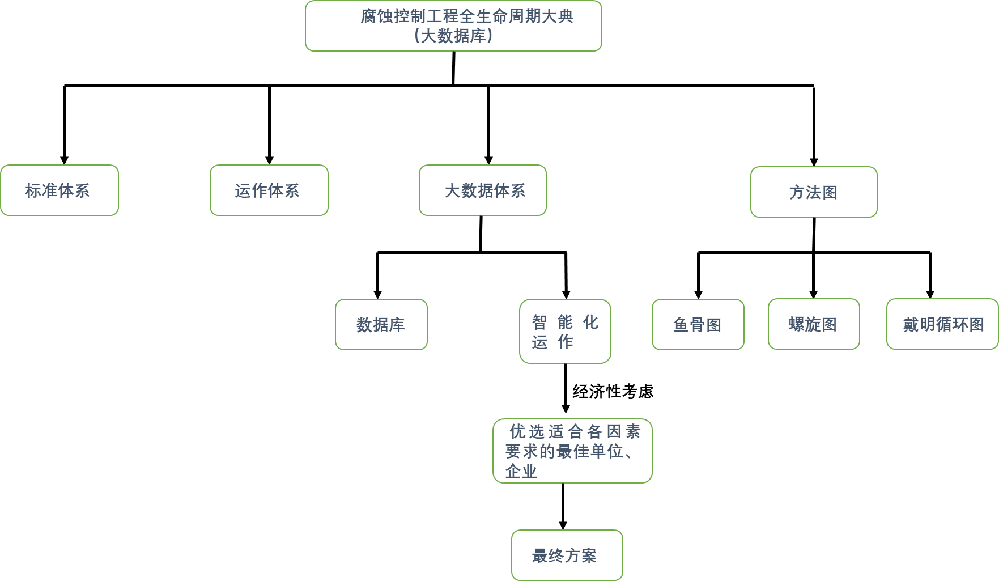 腐蚀控制工程全生命周期大典
(大数据库)
标准体系
运作体系
大数据体系
方法图
数据库
智 能 化
运 作
鱼骨图
螺旋图
戴明循环图
经济性考虑
优选适合各因素
要求的最佳单位、
企业
最终方案